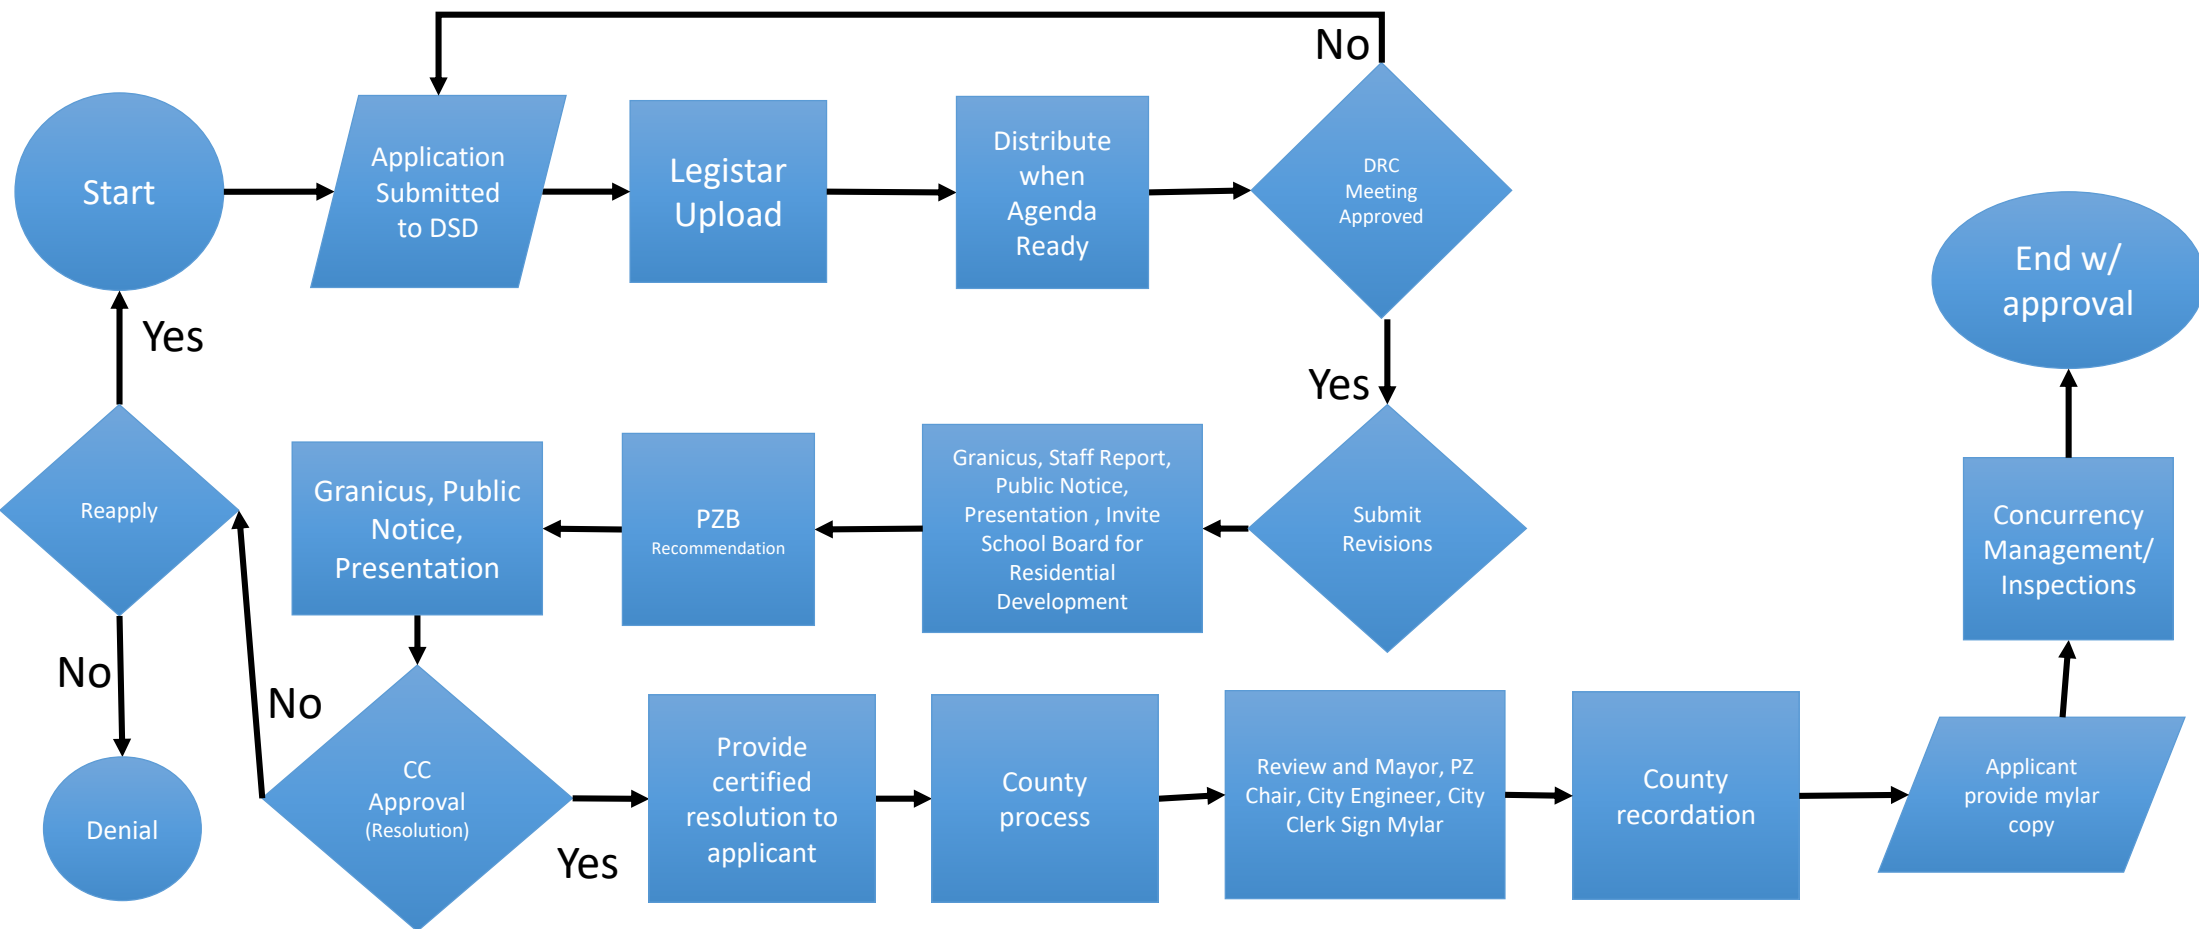 No
Start
Application
Submitted
to DSD
Legistar
Upload
Distribute
when
Agenda
Ready
DRC
Meeting
Approved
End w/
approval
Yes
Yes
Reapply
Granicus, Public
Notice,
Presentation
PZB
Recommendation
Granicus, Staff Report,
Public Notice,
Presentation , Invite
School Board for
Residential
Development
Submit
Revisions
Concurrency
Management/
Inspections
No
No
Denial
CC
Approval
(Resolution)
Yes
Provide
certified
resolution to
applicant
County
process
Review and Mayor, PZ
Chair, City Engineer, City
Clerk Sign Mylar
County
recordation
Applicant
provide mylar
copy